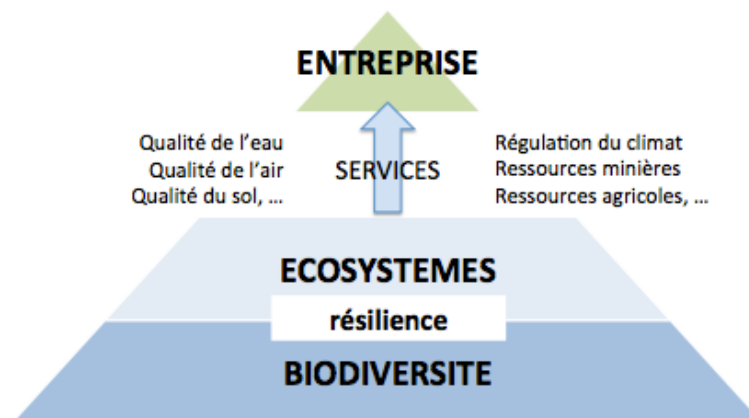 ENTREPRISE
Qualité de l'eau
Qualité de l'air
Qualité du sol, ...
SERVICES
Régulation du climat
Ressources minières
Ressources agricoles, ...
ECOSYSTEMES
résilience
BIODIVERSITE